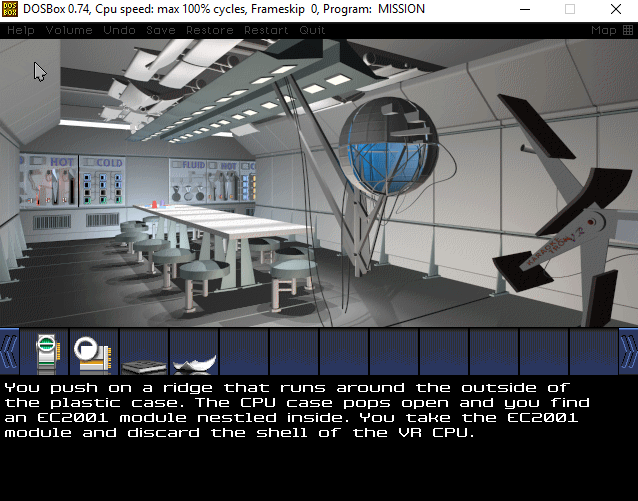 DOSBox 0.74, Cpu speed: max 100% cycles, Frameskip 0, Program: MISSION
Help Volume Undo Save Restore Restart Quit Map
HOT COLD FLUID HOT
You push on a ridge that runs around the outside of
the plastic case. The CPU case pops open and you find
an EC2001 module nestled inside. You take the EC2001
module and discard the shell of the VR CPU.